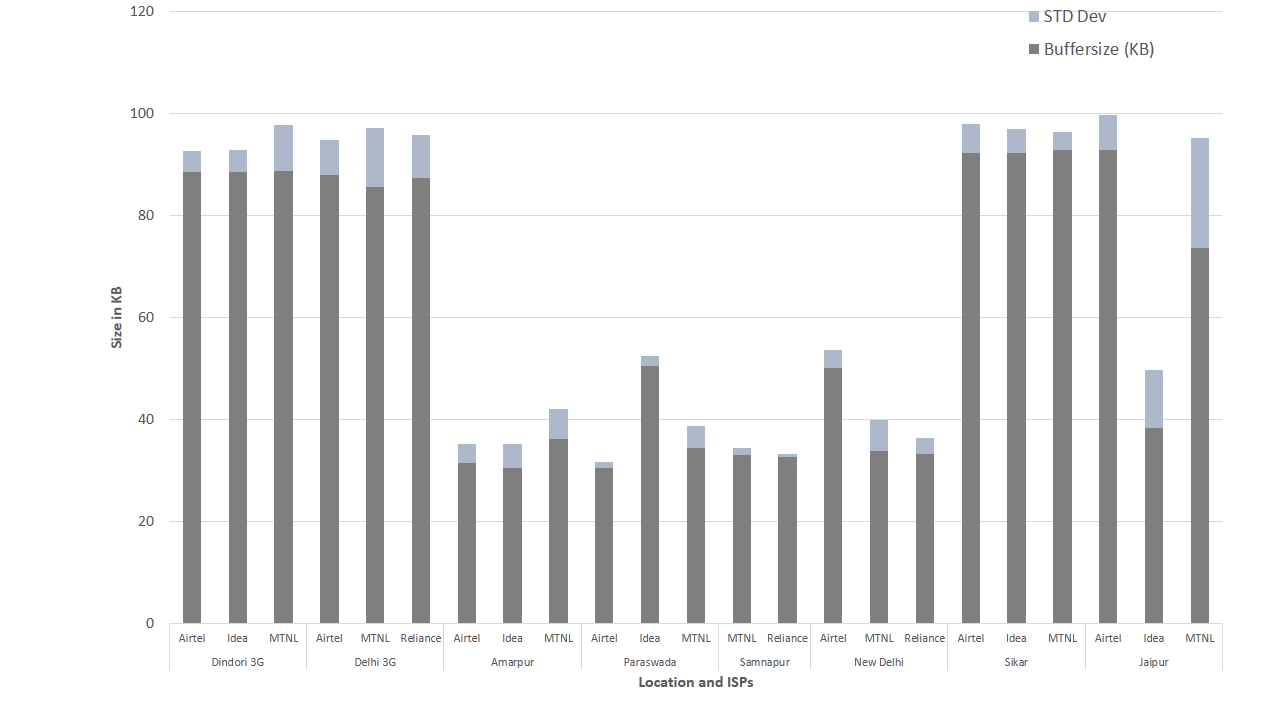 120
STD Dev
Buffersize (KB)
100
80
60
40
20
0
Size in KB
Airtel Idea MTNL Airtel MTNL Reliance Airtel Idea MTNL Airtel Idea MTNL MTNL Reliance Airtel MTNL Reliance Airtel Idea MTNL Airtel Idea MTNL
Dindori 3G Delhi 3G Amarpur Paraswada Samnapur New Delhi Sikar Jaipur
Location and ISPs